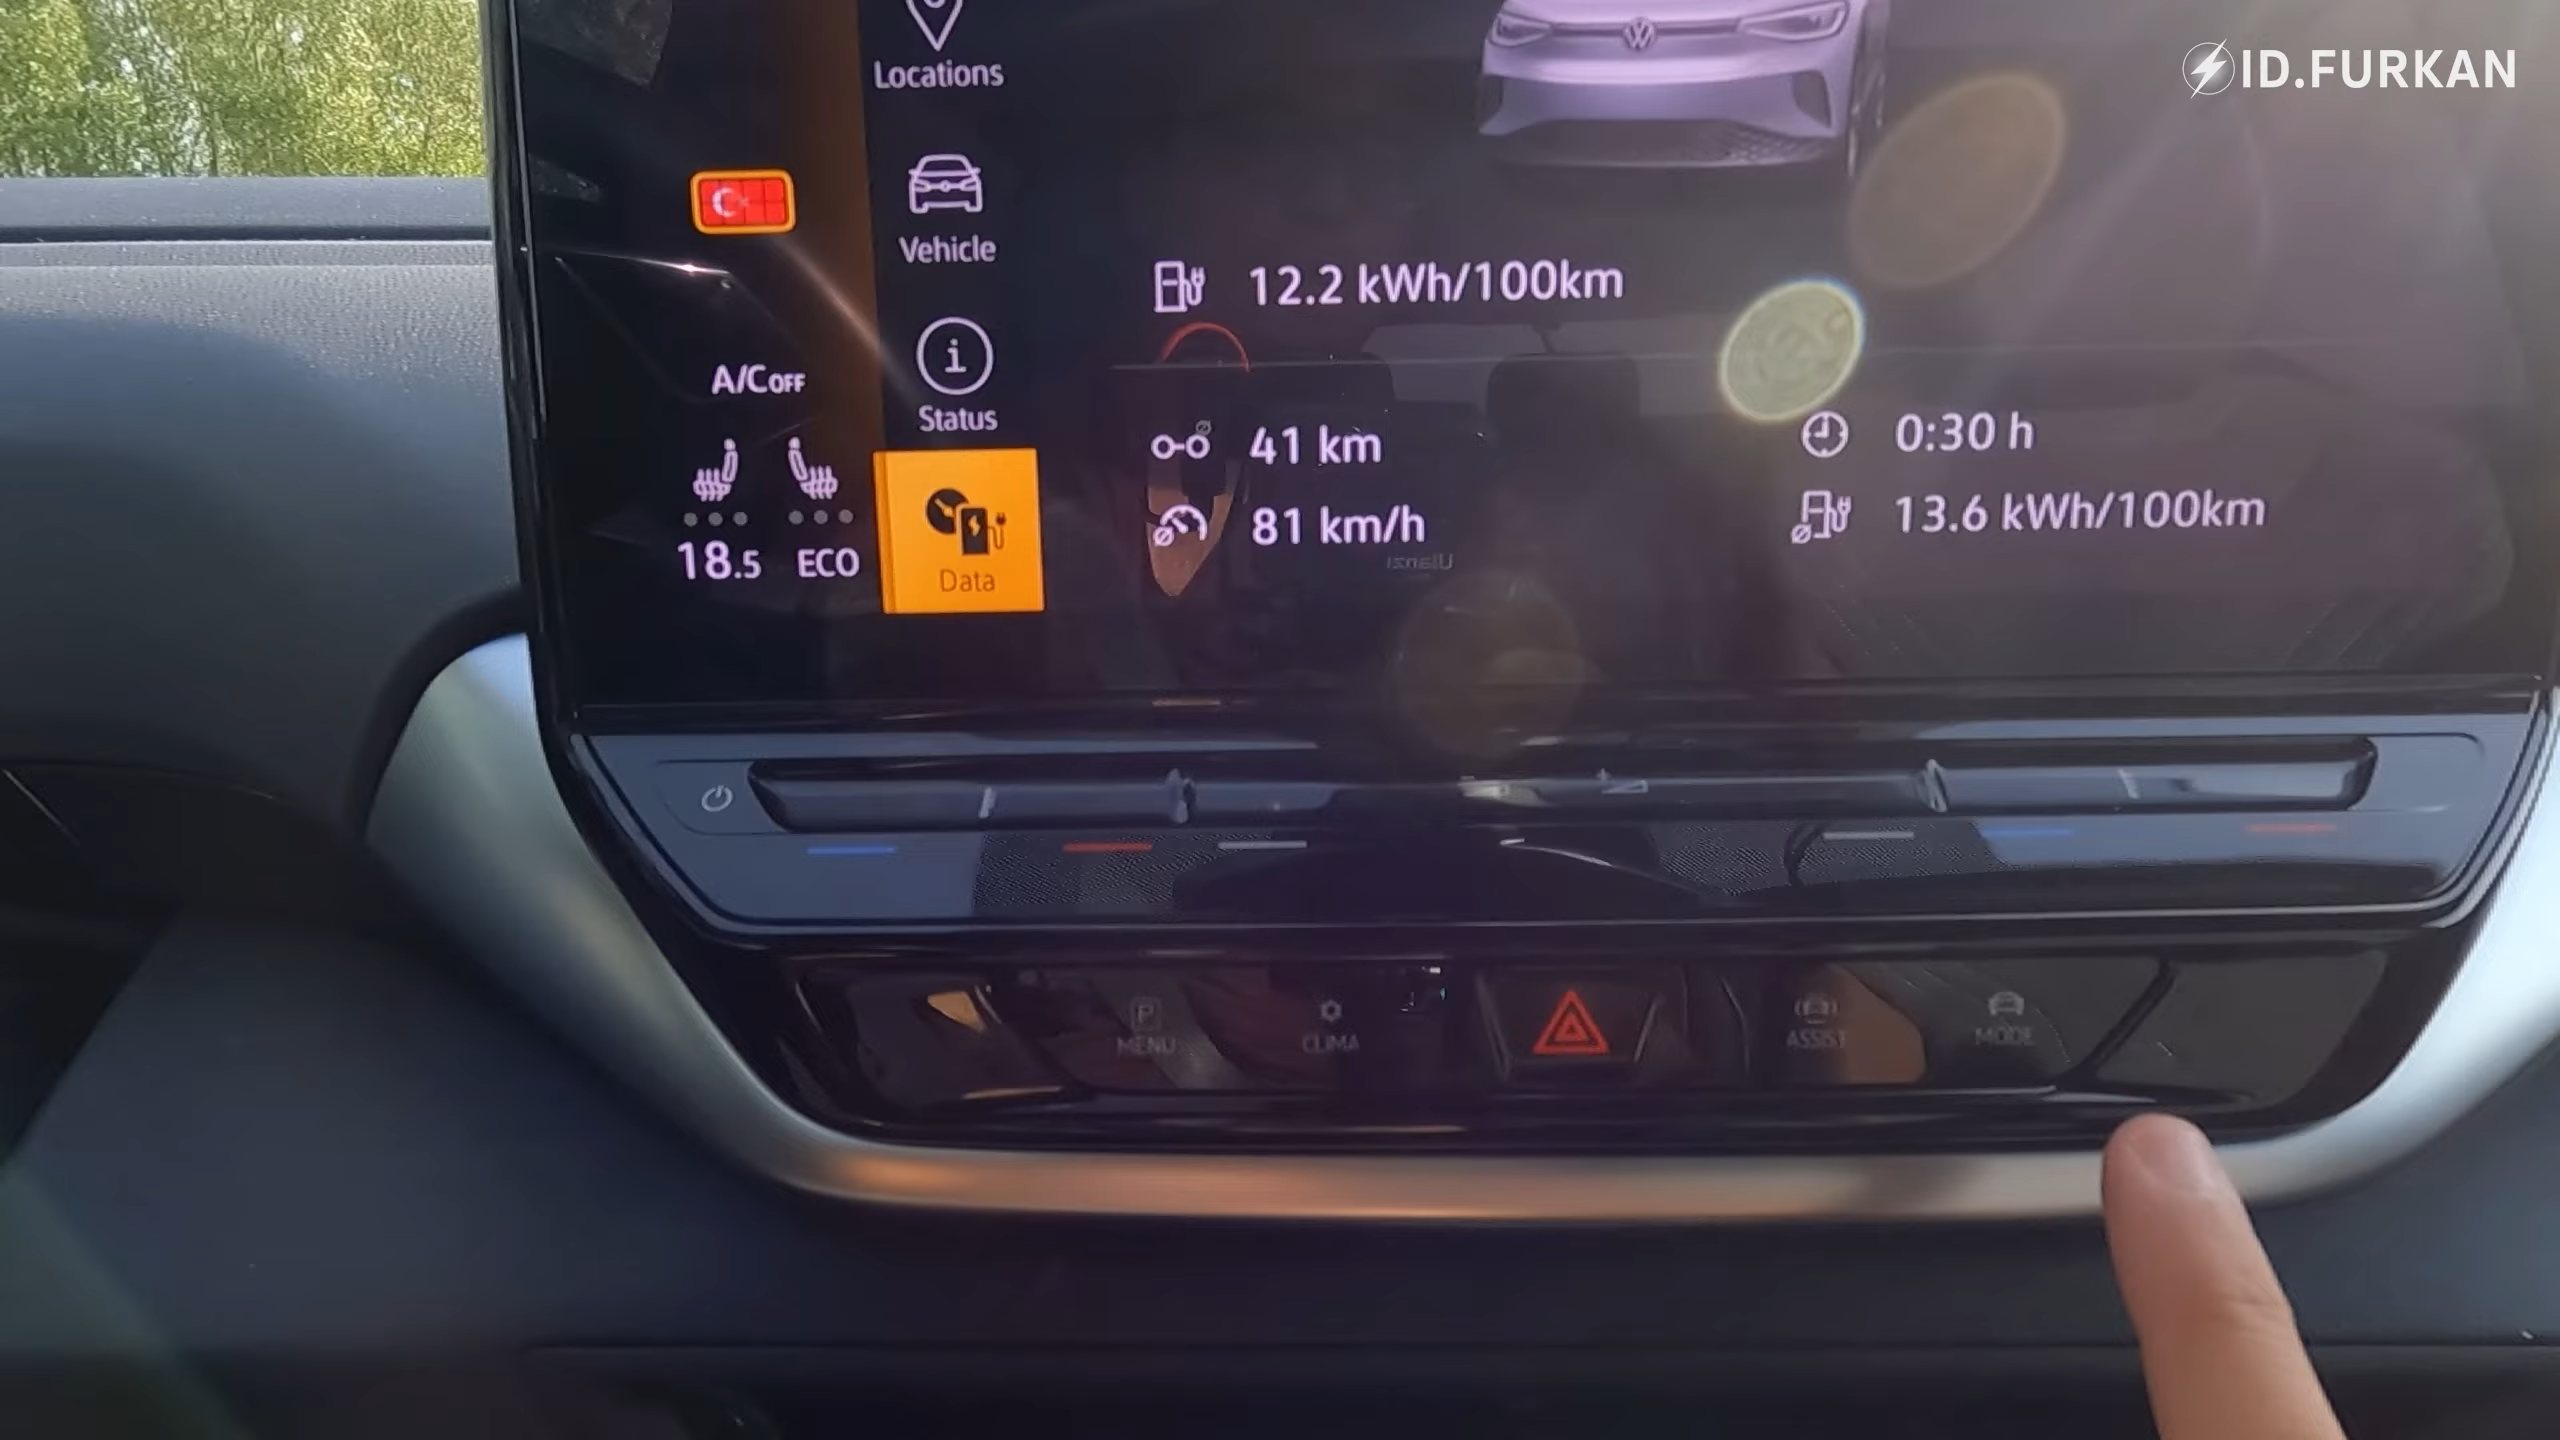 ID.FURKAN
Locations
Vehicle
12.2 kWh/100km
A/C OFF
Status
41 km
0:30 h
81 km/h
13.6 kWh/100km
18.5 ECO
Data
P
MENU
CLIMA
ASSIST
MODE